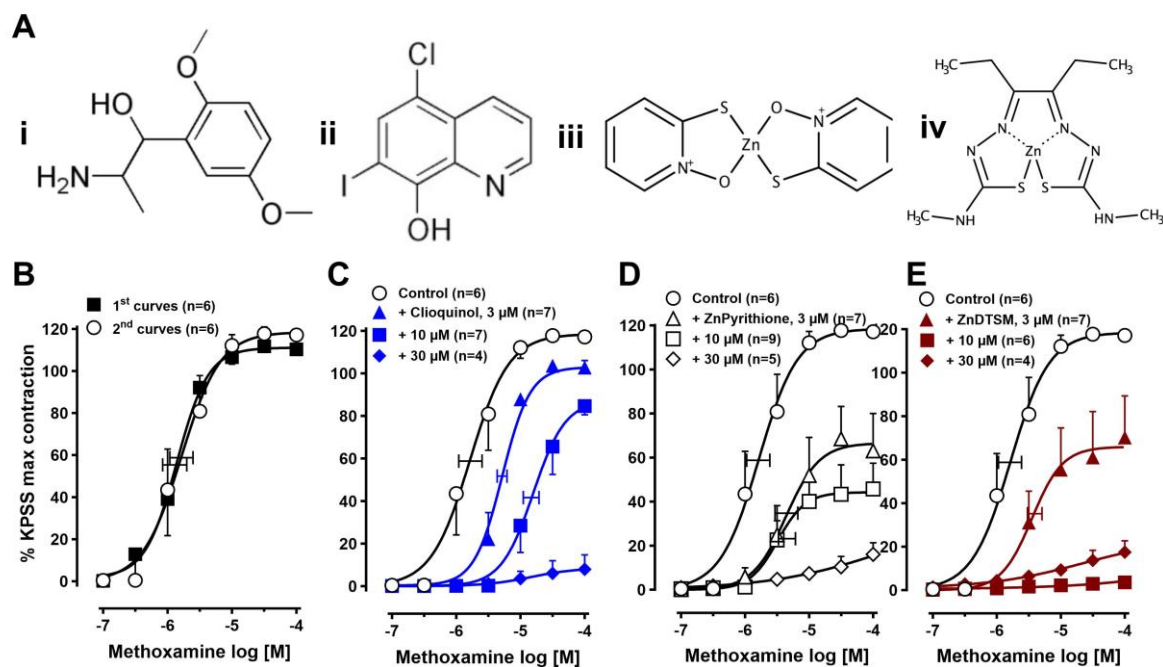 A
i
HO
O
O
H₂N
CH₃
ii
Cl
I
OH
N
iii
S
O
N⁺
Zn
N⁺
O
S
iv
H₃C
CH₃
N
N
Zn
N
N
S
S
H₃C
NH
HN
CH₃
B
1st curves (n=6)
2nd curves (n=6)
% KPSS max contraction
120
100
80
60
40
20
0
-7 -6 -5 -4
Methoxamine log [M]
C
Control (n=6)
+ Clioquinol, 3 µM (n=7)
+ 10 µM (n=7)
+ 30 µM (n=4)
120
100
80
60
40
20
0
-7 -6 -5 -4
Methoxamine log [M]
D
Control (n=6)
+ ZnPyrithione, 3 µM (n=7)
+ 10 µM (n=9)
+ 30 µM (n=5)
120
100
80
60
40
20
0
-7 -6 -5 -4
Methoxamine log [M]
E
Control (n=6)
+ ZnDTSM, 3 µM (n=7)
+ 10 µM (n=6)
+ 30 µM (n=4)
20
00
80
60
40
20
0
-7 -6 -5 -4
Methoxamine log [M]